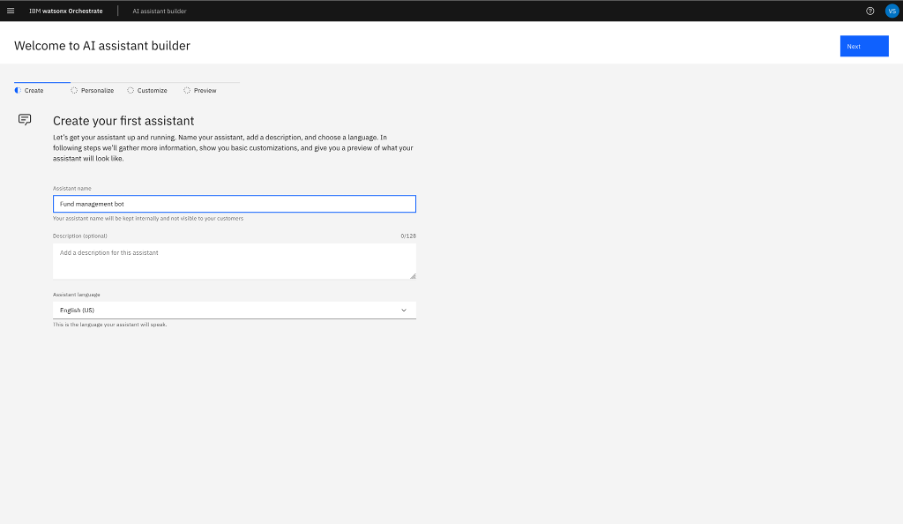 IBM watsonx Orchestrate AI assistant builder VS
Welcome to AI assistant builder
Next
Create Personalize Customize Preview
Create your first assistant
Let's get your assistant up and running. Name your assistant, add a description, and choose a language. In
following steps we'll gather more information, show you basic customizations, and give you a preview of what your
assistant will look like.
Assistant name
Fund management bot
Your assistant name will be kept internally and not visible to your customers
Description (optional) 0/128
Add a description for this assistant
Assistant language
English (US)
This is the language your assistant will speak.